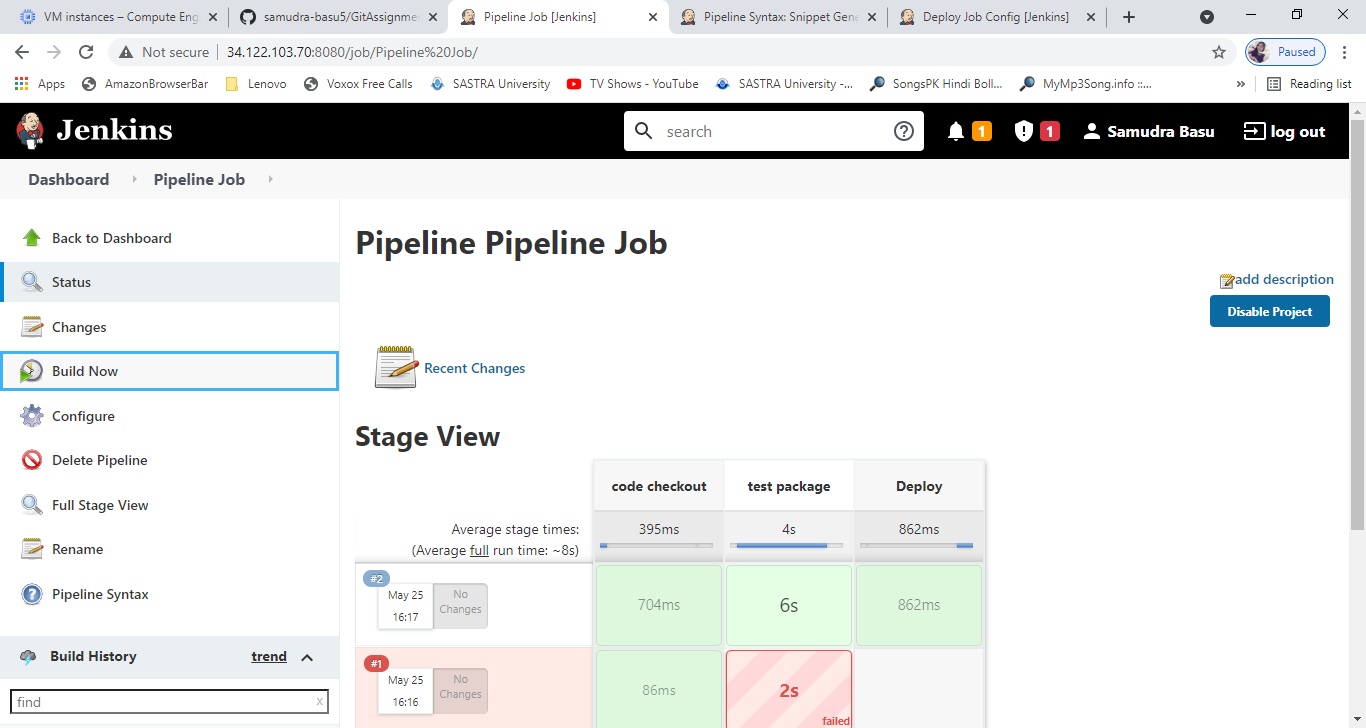 VM instances – Compute Eng
samudra-basu5/GitAssignme
Pipeline Job [Jenkins]
Pipeline Syntax: Snippet Gene
Deploy Job Config [Jenkins]
Not secure
34.122.103.70:8080/job/Pipeline%20Job/
Paused
Apps
AmazonBrowserBar
Lenovo
Voxox Free Calls
SASTRA University
TV Shows - YouTube
SASTRA University -...
SongsPK Hindi Boll...
MyMp3Song.info ::...
Reading list
Jenkins
search
1
1
Samudra Basu
log out
Dashboard
Pipeline Job
Back to Dashboard
Status
Changes
Build Now
Configure
Delete Pipeline
Full Stage View
Rename
Pipeline Syntax
Build History
trend
find
x
Pipeline Pipeline Job
add description
Disable Project
Recent Changes
Stage View
code checkout
test package
Deploy
Average stage times:
(Average full run time: ~8s)
395ms
4s
862ms
#2
May 25
16:17
No
Changes
704ms
6s
862ms
#1
May 25
16:16
No
Changes
86ms
2s
failed